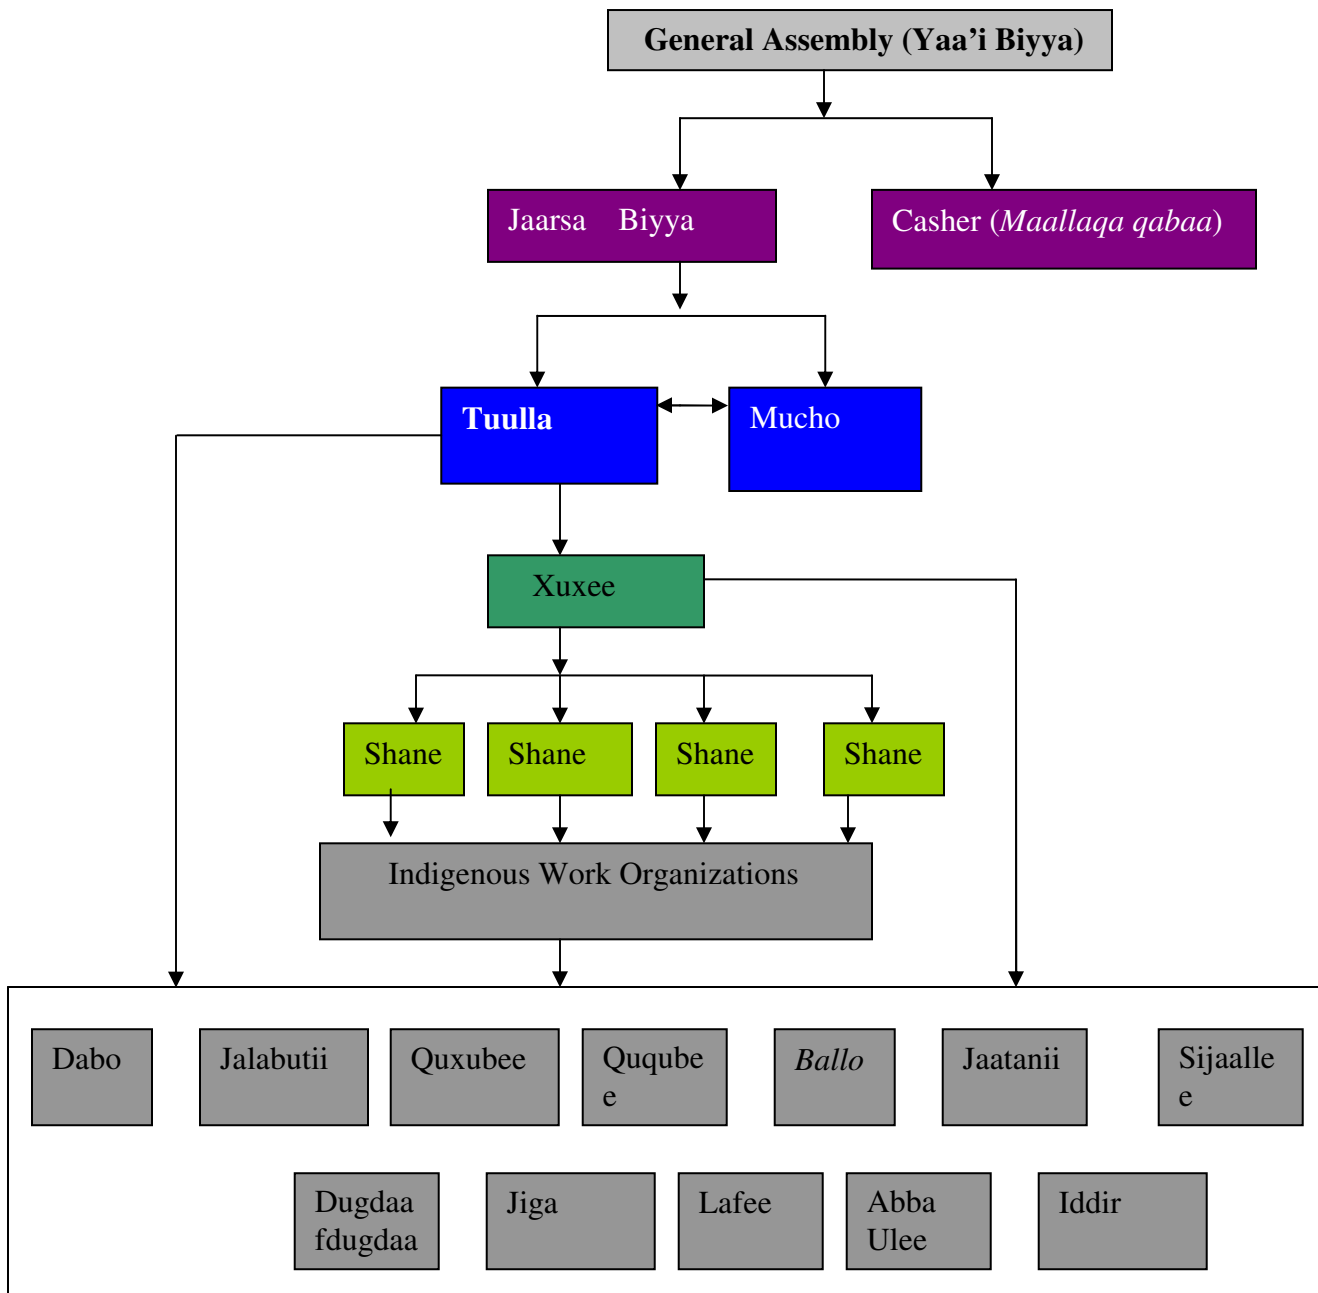 General Assembly (Yaa’i Biyya)
Jaarsa Biyya
Casher (Maallaqa qabaa)
Tuulla
Mucho
Xuxee
Shane
Shane
Shane
Shane
Indigenous Work Organizations
Dabo
Jalabutii
Quxubee
Quqube
e
Ballo
Jaatanii
Sijaalle
e
Dugdaa
fdugdaa
Jiga
Lafee
Abba
Ulee
Iddir